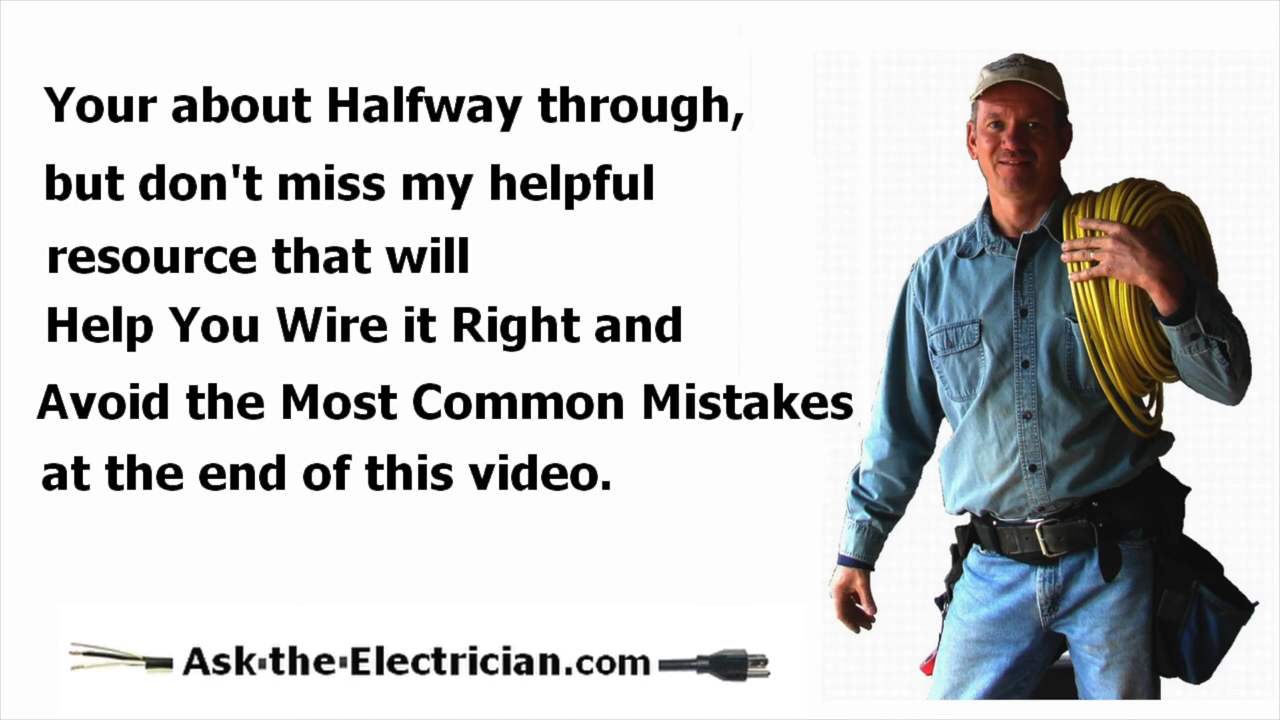 Your about Halfway through,
but don't miss my helpful
resource that will
Help You Wire it Right and
Avoid the Most Common Mistakes
at the end of this video.
Ask-the-Electrician.com